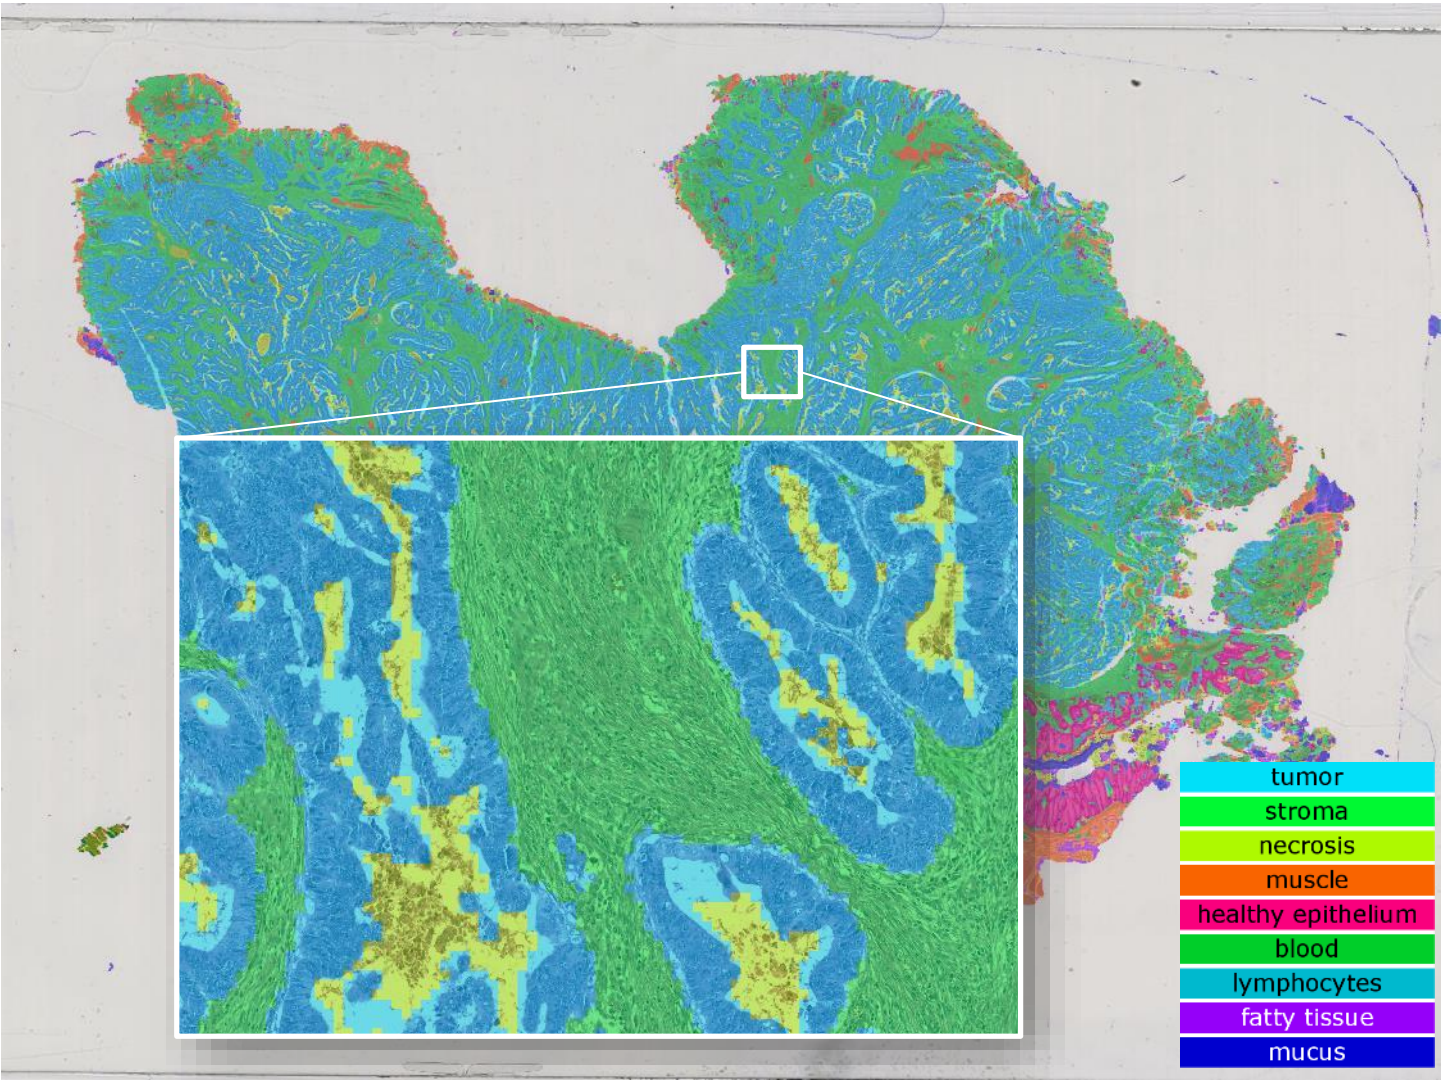 tumor
stroma
necrosis
muscle
healthy epithelium
blood
lymphocytes
fatty tissue
mucus